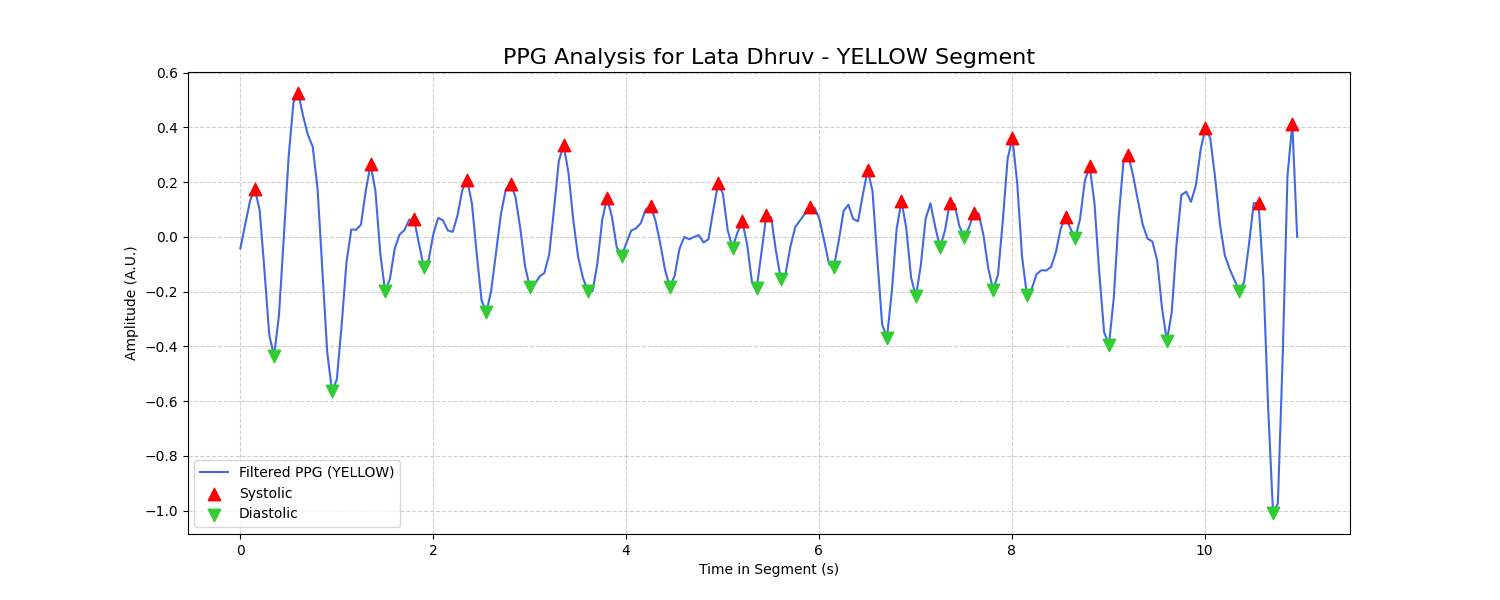 PPG Analysis for Lata Dhruv - YELLOW Segment
0.6
0.4
0.2
0.0
−0.2
−0.4
−0.6
−0.8
−1.0
Amplitude (A.U.)
Filtered PPG (YELLOW)
Systolic
Diastolic
0 2 4 6 8 10
Time in Segment (s)